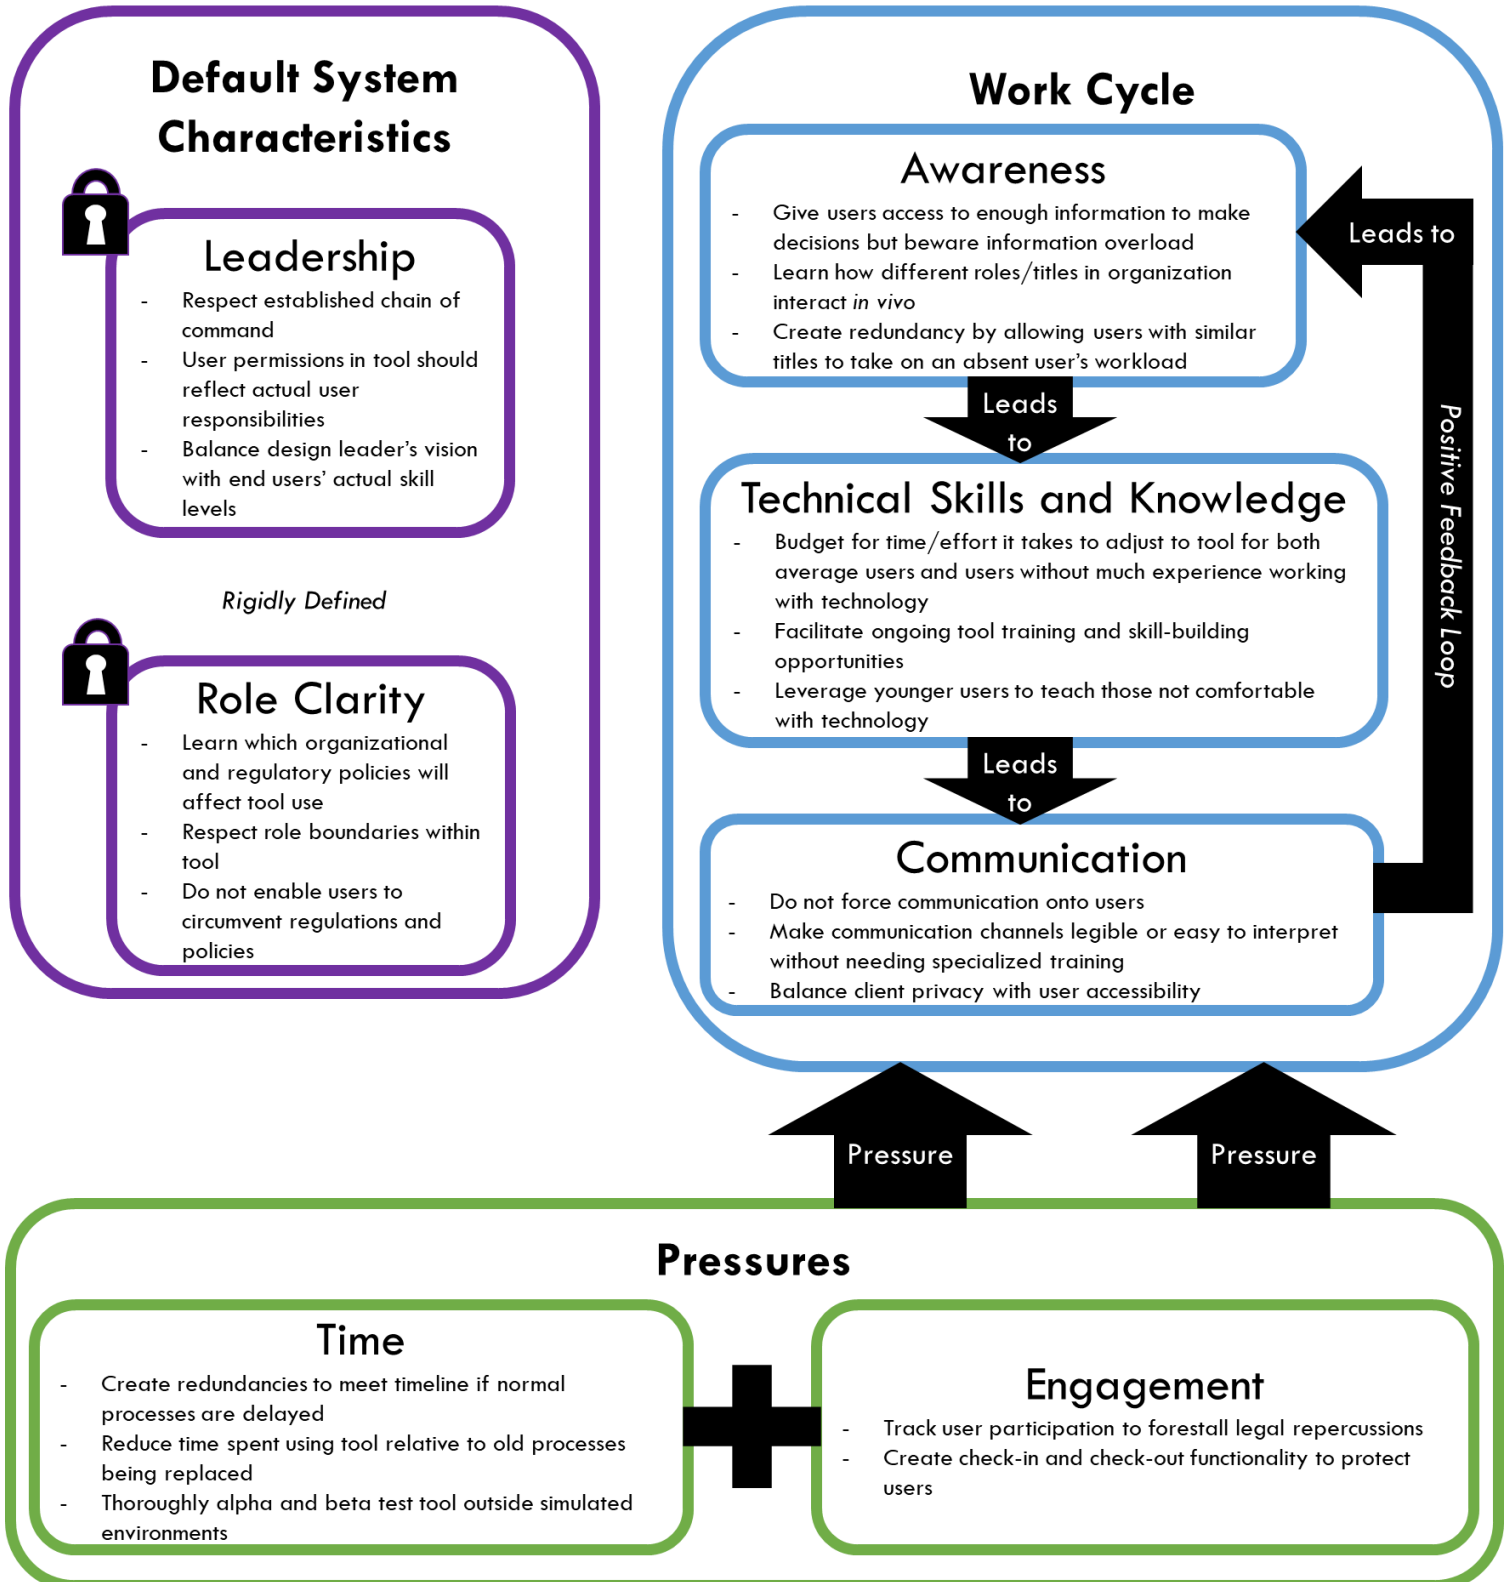 Default System
Characteristics
Leadership
- Respect established chain of
command
- User permissions in tool should
reflect actual user
responsibilities
- Balance design leader’s vision
with end users’ actual skill
levels
Rigidly Defined
Role Clarity
- Learn which organizational
and regulatory policies will
affect tool use
- Respect role boundaries within
tool
- Do not enable users to
circumvent regulations and
policies
Work Cycle
Awareness
- Give users access to enough information to make
decisions but beware information overload
- Learn how different roles/titles in organization
interact in vivo
- Create redundancy by allowing users with similar
titles to take on an absent user’s workload
Leads
to
Technical Skills and Knowledge
- Budget for time/effort it takes to adjust to tool for both
average users and users without much experience working
with technology
- Facilitate ongoing tool training and skill-building
opportunities
- Leverage younger users to teach those not comfortable
with technology
Leads
to
Communication
- Do not force communication onto users
- Make communication channels legible or easy to interpret
without needing specialized training
- Balance client privacy with user accessibility
Positive Feedback Loop
Leads to
Pressure
Pressure
Pressures
Time
- Create redundancies to meet timeline if normal
processes are delayed
- Reduce time spent using tool relative to old processes
being replaced
- Thoroughly alpha and beta test tool outside simulated
environments
Engagement
- Track user participation to forestall legal repercussions
- Create check-in and check-out functionality to protect
users